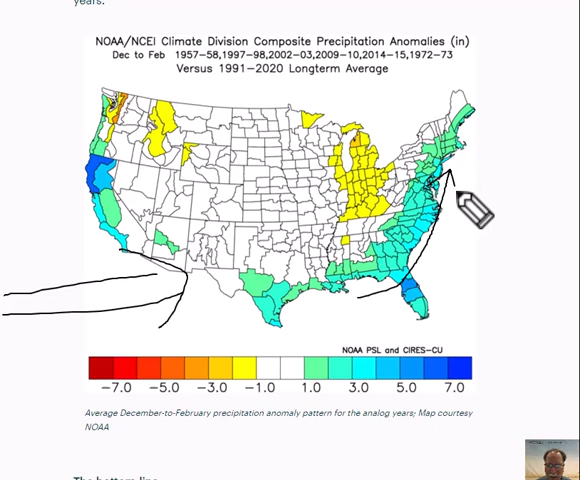 years.
NOAA/NCEI Climate Division Composite Precipitation Anomalies (in)
Dec to Feb 1957-58,1997-98,2002-03,2009-10,2014-15,1972-73
Versus 1991-2020 Longterm Average
NOAA PSL and CIRES-CU
-7.0 -5.0 -3.0 -1.0 1.0 3.0 5.0 7.0
Average December-to-February precipitation anomaly pattern for the analog years; Map courtesy
NOAA
The bottom line